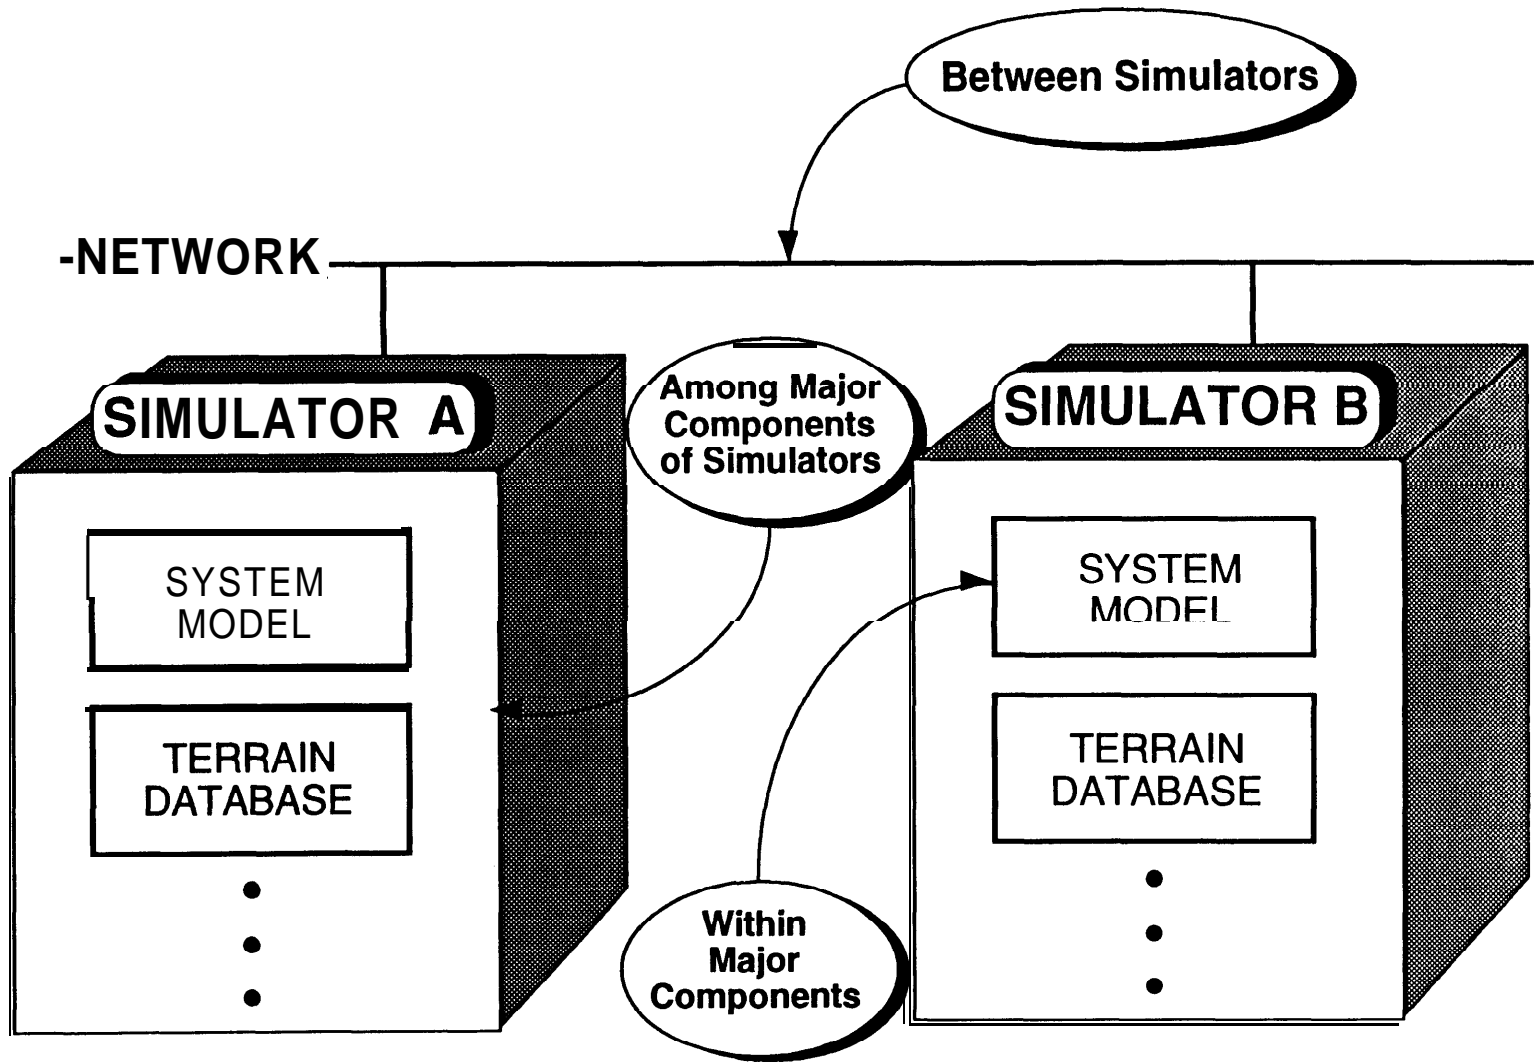 Between Simulators
-NETWORK
SIMULATOR A
Among Major
Components
of Simulators
SIMULATOR B
SYSTEM
MODEL
TERRAIN
DATABASE
SYSTEM
MODEL
TERRAIN
DATABASE
Within
Major
Components